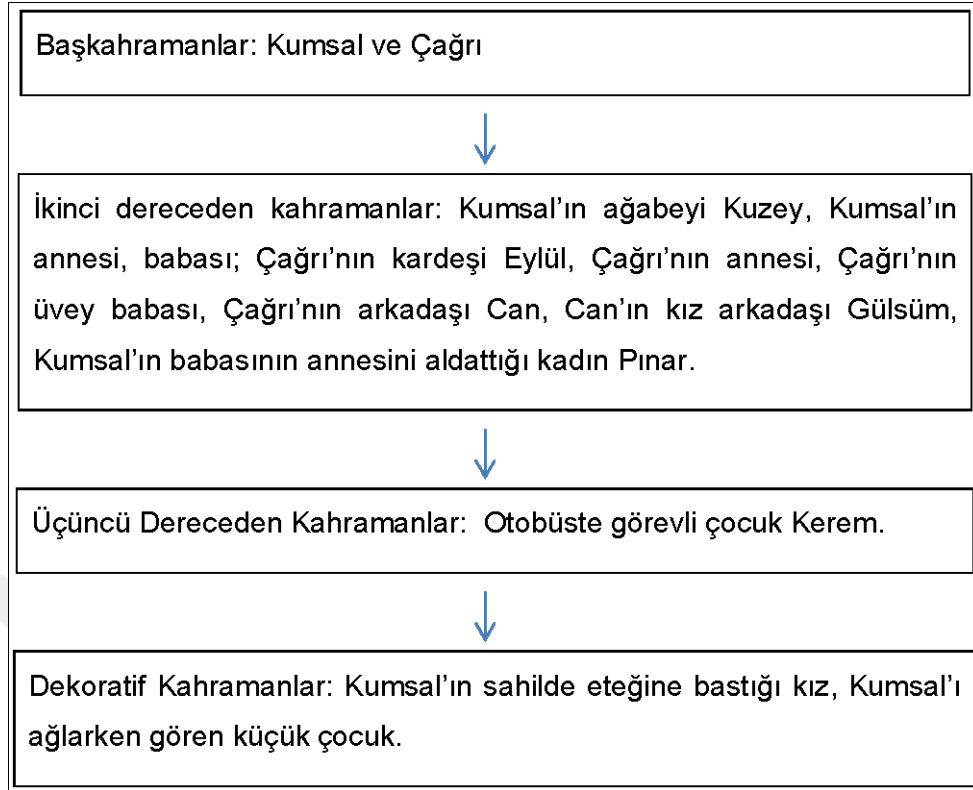 Başkahramanlar: Kumsal ve Çağrı
İkinci dereceden kahramanlar: Kumsal’ın ağabeyi Kuzey, Kumsal’ın
annesi, babası; Çağrı’nın kardeşi Eylül, Çağrı’nın annesi, Çağrı’nın
üvey babası, Çağrı’nın arkadaşı Can, Can’ın kız arkadaşı Gülsüm,
Kumsal’ın babasının annesini aldattığı kadın Pınar.
Üçüncü Dereceden Kahramanlar: Otobüste görevli çocuk Kerem.
Dekoratif Kahramanlar: Kumsal’ın sahilde eteğine bastığı kız, Kumsal’ı
ağlarken gören küçük çocuk.